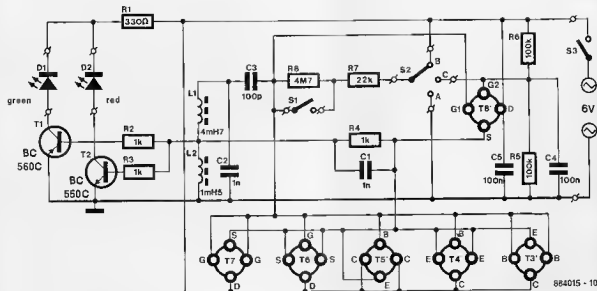 R1
330Ω
D1
green
D2
red
T1
BC
560C
T2
BC
550C
R2
1k
R3
1k
L1
4mH7
L2
1mH5
C2
1n
C3
100p
R8
4M7
S1
R7
22k
S2
B
C
A
R4
1k
C1
1n
G2
G1 T8' D
S
R6
100k
R5
100k
C5
100n
C4
100n
S3
6V
S
G T7 G
D
G
S T6 S
D
B
C T5' C
E
B
E T4' E
C
E
B T3' B
C
884015 - 10